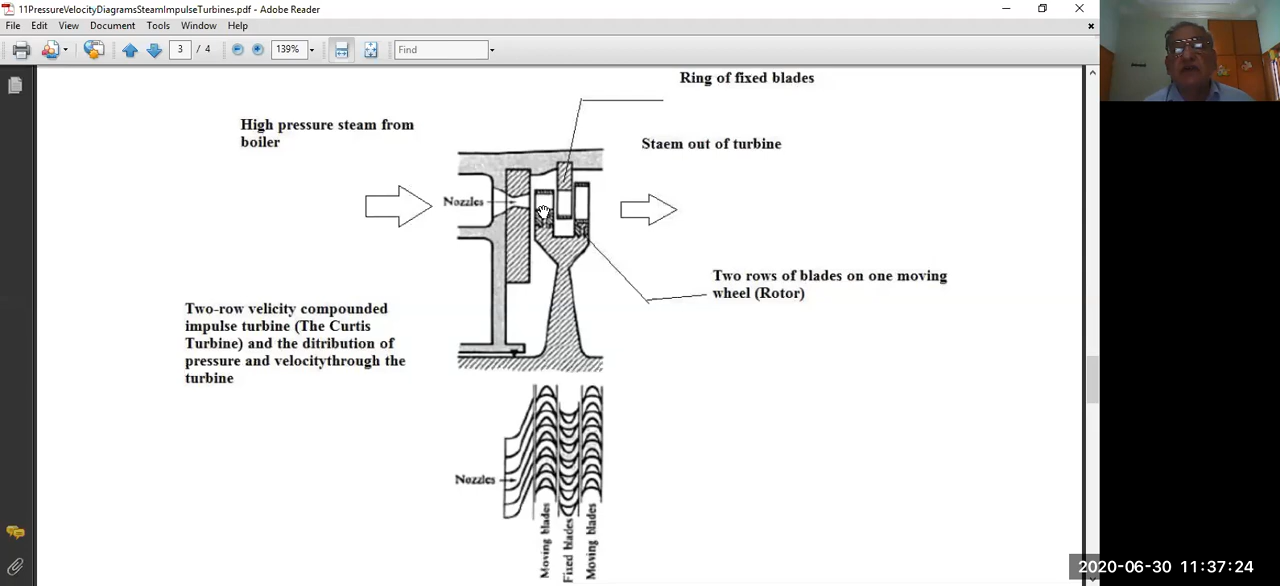 11PressureVelocityDiagramsSteamImpulseTurbines.pdf - Adobe Reader
File Edit View Document Tools Window Help
3 / 4 139% Find
Ring of fixed blades
High pressure steam from
boiler
Staem out of turbine
Nozzles
Two rows of blades on one moving
wheel (Rotor)
Two-row velicity compounded
impulse turbine (The Curtis
Turbine) and the ditribution of
pressure and velocitythrough the
turbine
Nozzles
Moving blades
Fixed blades
Moving blades
2020-06-30 11:37:24